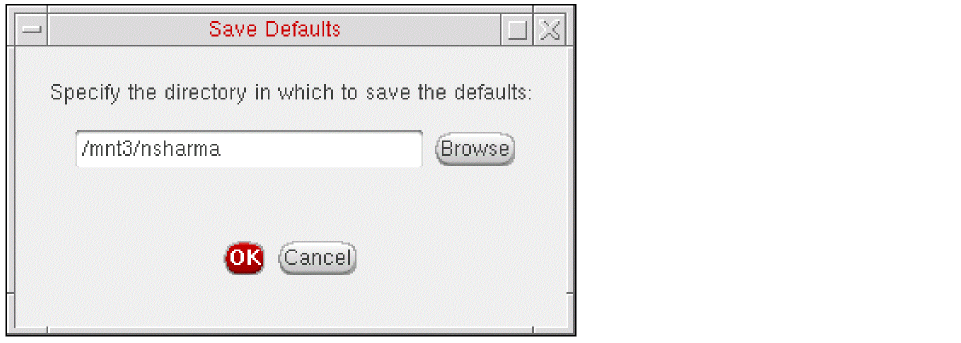 Save Defaults
Specify the directory in which to save the defaults:
/mnt3/nsharma Browse
OK Cancel